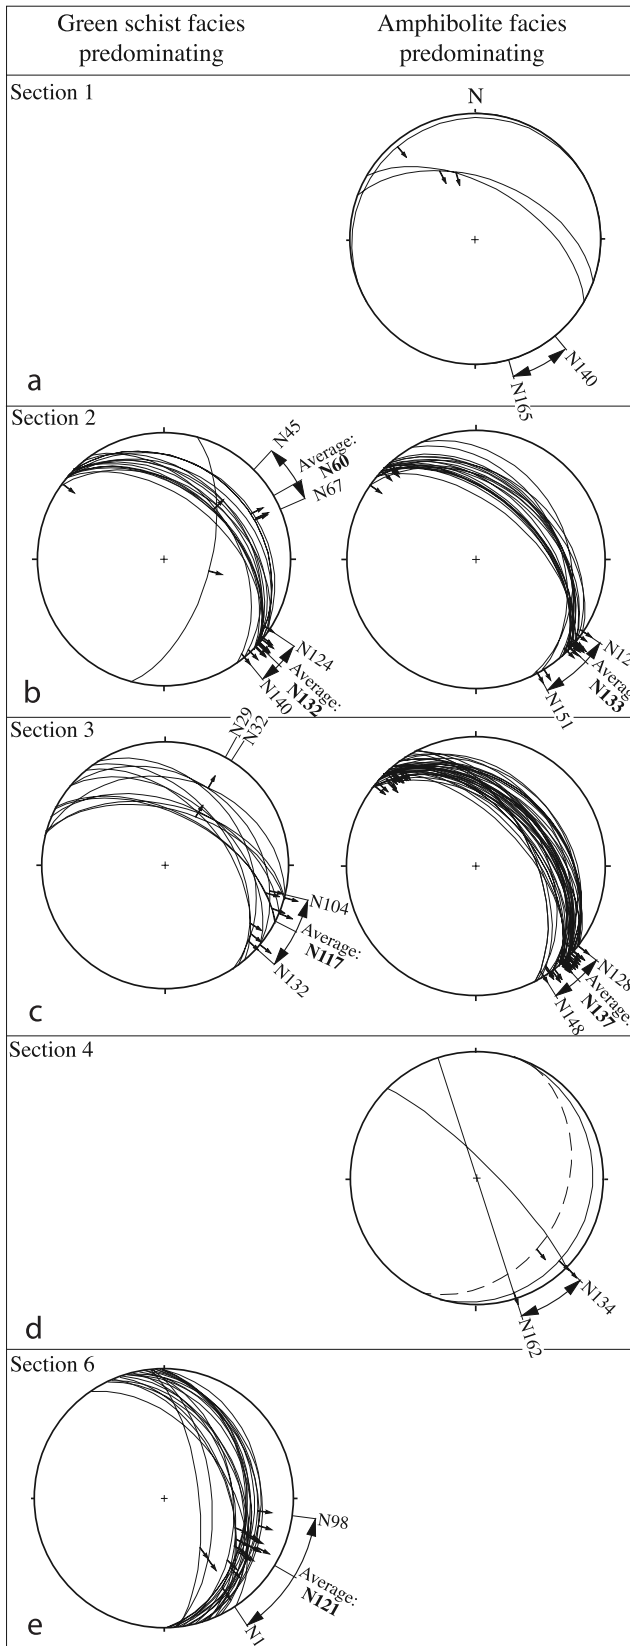 Green schist facies
predominating
Amphibolite facies
predominating
Section 1
N
N140
N165
a
Section 2
N45
Average:
N60
N67
N124
Average:
N132
N140
N12
Average
N133
N151
b
Section 3
N29
N32
N104
Average:
N117
N132
N128
Average:
N137
N148
c
Section 4
N134
N162
d
Section 6
N98
Average:
N121
N1
e